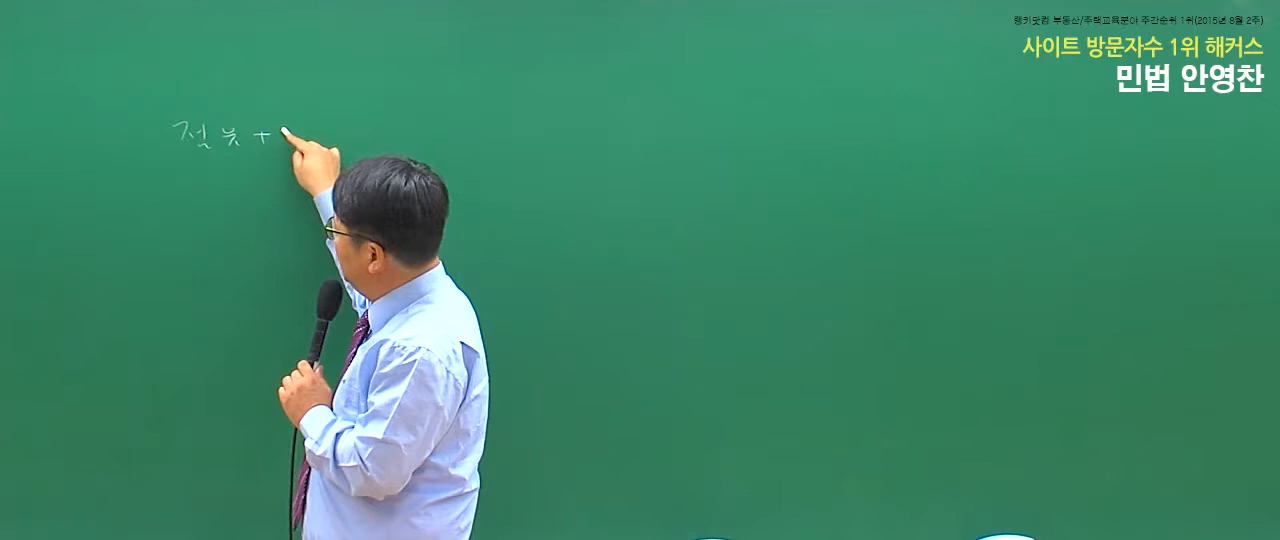 랭키닷컴 부동산/주택교육분야 주간순위 1위(2015년 8월 2주)
사이트 방문자수 1위 해커스
민법 안영찬